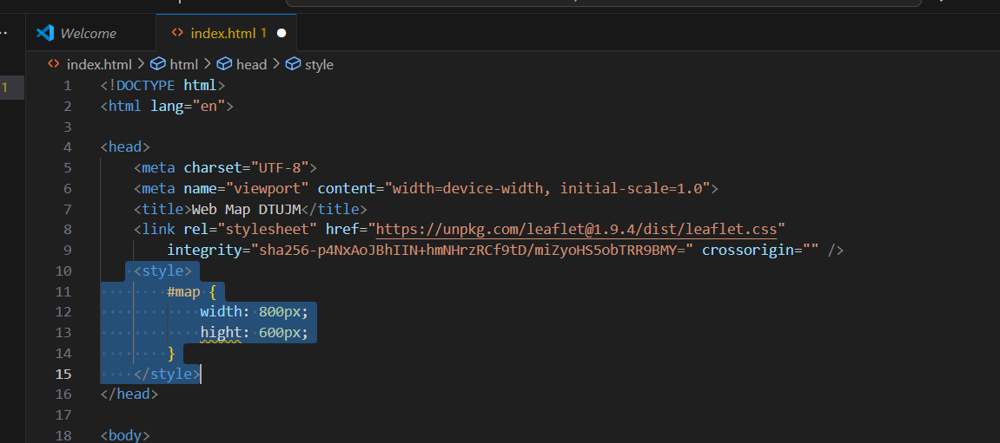 Welcome
index.html 1
index.html > html > head > style
1
1 <!DOCTYPE html>
2 <html lang="en">
3
4 <head>
5 <meta charset="UTF-8">
6 <meta name="viewport" content="width=device-width, initial-scale=1.0">
7 <title>Web Map DTUJM</title>
8 <link rel="stylesheet" href="https://unpkg.com/leaflet@1.9.4/dist/leaflet.css"
9 integrity="sha256-p4NxAoJBhIIN+hmNHrzRCf9tD/miZyoHS5obTRR9BMY=" crossorigin="" />
10 <style>
11 #map {
12 width: 800px;
13 hight: 600px;
14 }
15 </style>
16 </head>
17
18 <body>